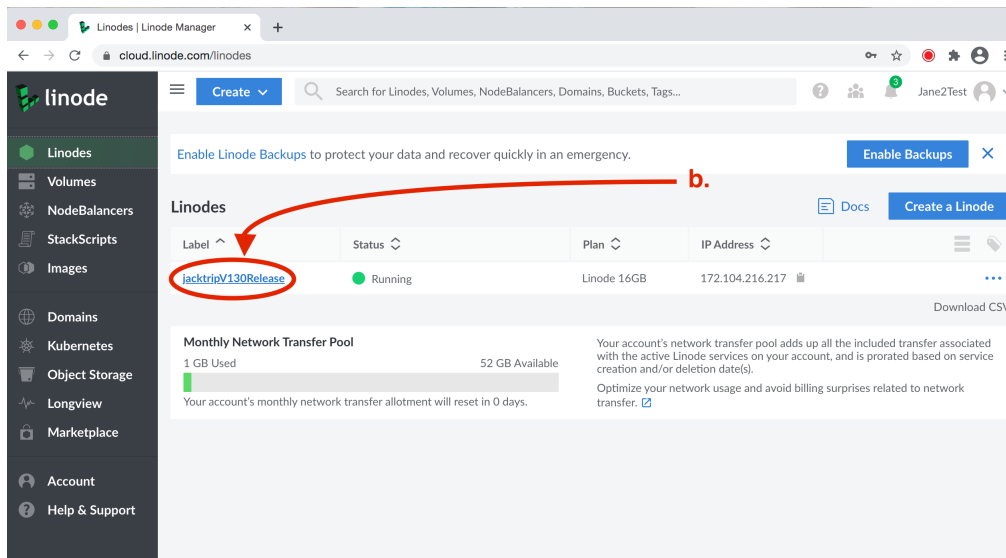 Linodes | Linode Manager
cloud.linode.com/linodes
linode
Create
Search for Linodes, Volumes, NodeBalancers, Domains, Buckets, Tags...
3
Jane2Test
Linodes
Volumes
NodeBalancers
StackScripts
Images
Domains
Kubernetes
Object Storage
Longview
Marketplace
Account
Help & Support
Enable Linode Backups to protect your data and recover quickly in an emergency.
Enable Backups
b.
Linodes
Docs
Create a Linode
Label
Status
Plan
IP Address
jacktripV130Release
Running
Linode 16GB
172.104.216.217
Download CSV
Monthly Network Transfer Pool
1 GB Used
52 GB Available
Your account's monthly network transfer allotment will reset in 0 days.
Your account's network transfer pool adds up all the included transfer associated
with the active Linode services on your account, and is prorated based on service
creation and/or deletion date(s).
Optimize your network usage and avoid billing surprises related to network
transfer.